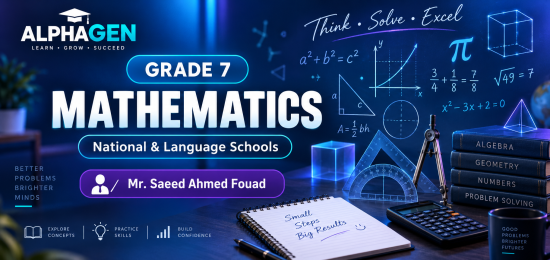 ALPHAGEN
LEARN • GROW • SUCCEED
Think • Solve • Excel
GRADE 7
MATHEMATICS
National & Language Schools
Mr. Saeed Ahmed Fouad
BETTER
PROBLEMS
BRIGHTER
MINDS
EXPLORE
CONCEPTS
PRACTICE
SKILLS
BUILD
CONFIDENCE
a² + b² = c²
y
x
π
3/4 + 1/8 = 7/8
√49 = 7
x² − 3x + 2 = 0
a
c
b
A = 1/2 bh
ALGEBRA
GEOMETRY
NUMBERS
PROBLEM SOLVING
Small
Steps
Big Results
GOOD
PROBLEMS
BRIGHTER
FUTURES